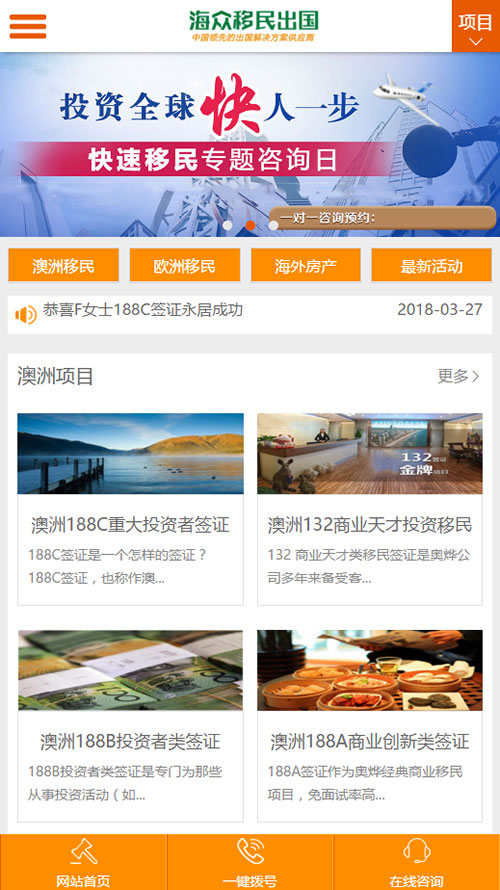 海众移民出国
中国领先的出国解决方案供应商
项目
投资全球快人一步
快速移民专题咨询日
一对一咨询预约：
澳洲移民
欧洲移民
海外房产
最新活动
恭喜F女士188C签证永居成功
2018-03-27
澳洲项目
更多
132签证
金牌项目
澳洲188C重大投资者签证
188C签证是一个怎样的签证？
188C签证，也称作澳...
澳洲132商业天才投资移民
132 商业天才类移民签证是奥烨公
司多年来备受客...
100
澳洲188B投资者类签证
188B投资者类签证是专门为那些
从事投资活动（如...
澳洲188A商业创新类签证
188A签证作为奥烨经典商业移民
项目，免面试率高...
网站首页
一键拨号
在线咨询